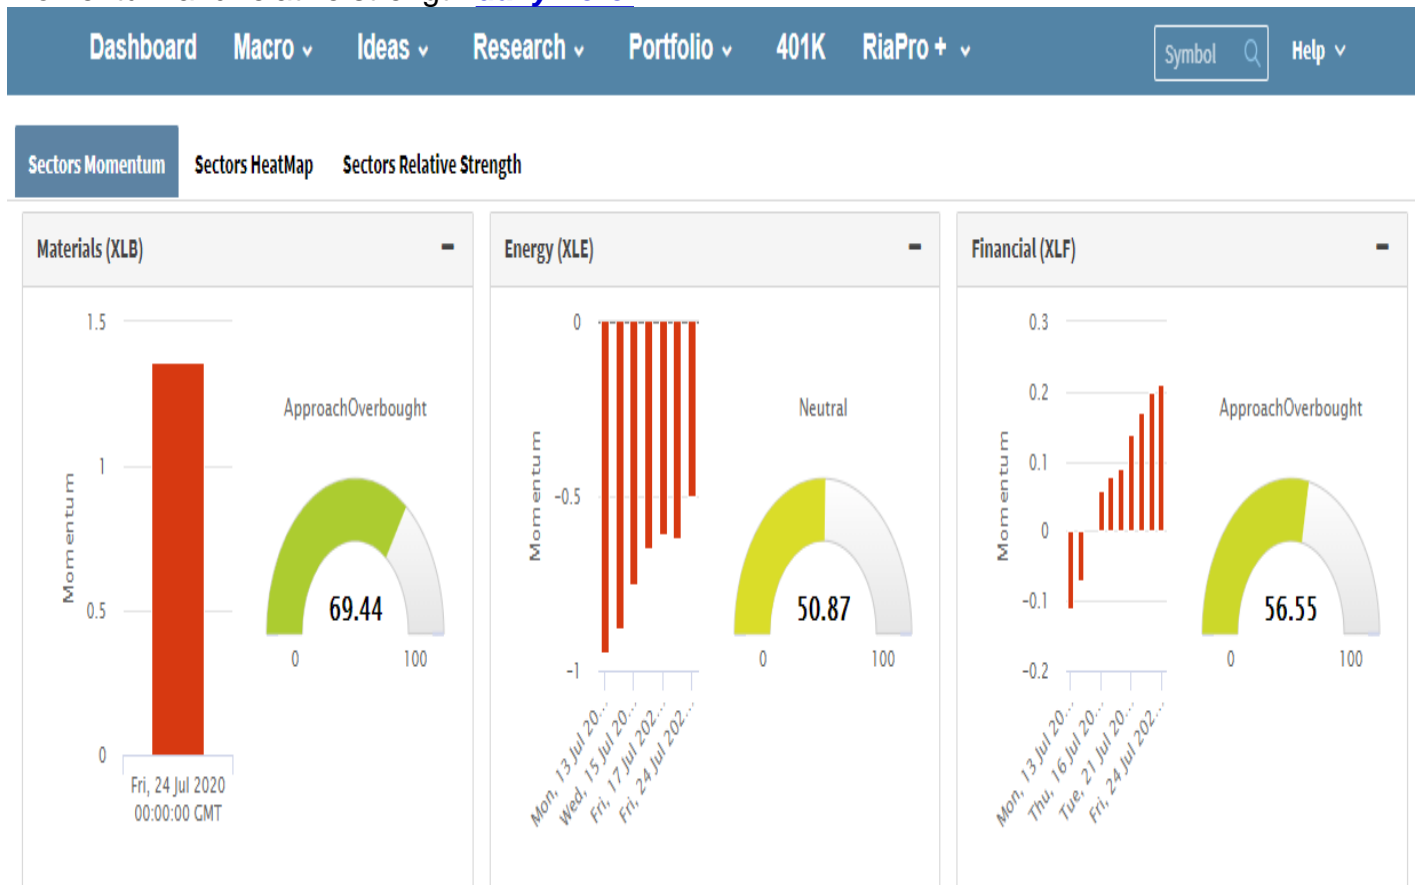 Dashboard Macro Ideas Research Portfolio 401K RiaPro + Symbol Help
Sectors Momentum Sectors HeatMap Sectors Relative Strength
Materials (XLB) -
1.5
1
0.5
0
Momentum
ApproachOverbought
69.44
0 100
Fri, 24 Jul 2020
00:00:00 GMT
Energy (XLE) -
0
-0.5
-1
Momentum
Neutral
50.87
0 100
Mon, 13 Jul 20...
Wed, 15 Jul 20...
Fri, 17 Jul 202...
Fri, 24 Jul 202...
Financial (XLF) -
0.3
0.2
0.1
0
-0.1
-0.2
Momentum
ApproachOverbought
56.55
0 100
Mon, 13 Jul 20...
Thu, 16 Jul 20...
Tue, 21 Jul 20...
Fri, 24 Jul 202...